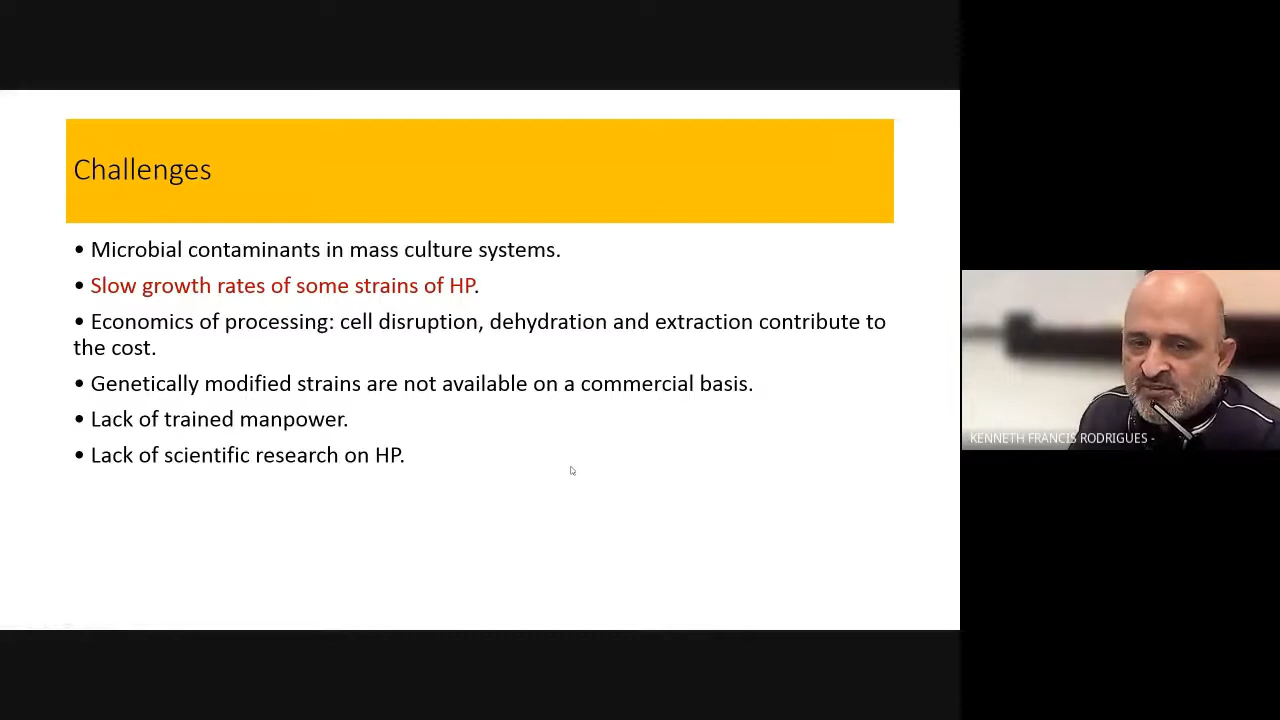 Challenges
• Microbial contaminants in mass culture systems.
• Slow growth rates of some strains of HP.
• Economics of processing: cell disruption, dehydration and extraction contribute to
the cost.
• Genetically modified strains are not available on a commercial basis.
• Lack of trained manpower.
• Lack of scientific research on HP.
KENNETH FRANCIS RODRIGUES -